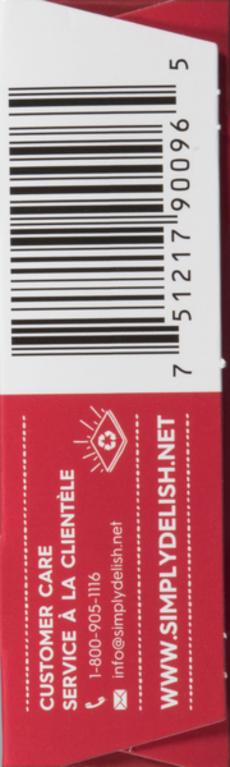 CUSTOMER CARE
SERVICE À LA CLIENTÈLE
1-800-905-1116
info@simplydelish.net
WWW.SIMPLYDELISH.NET
7 51217 90096 5